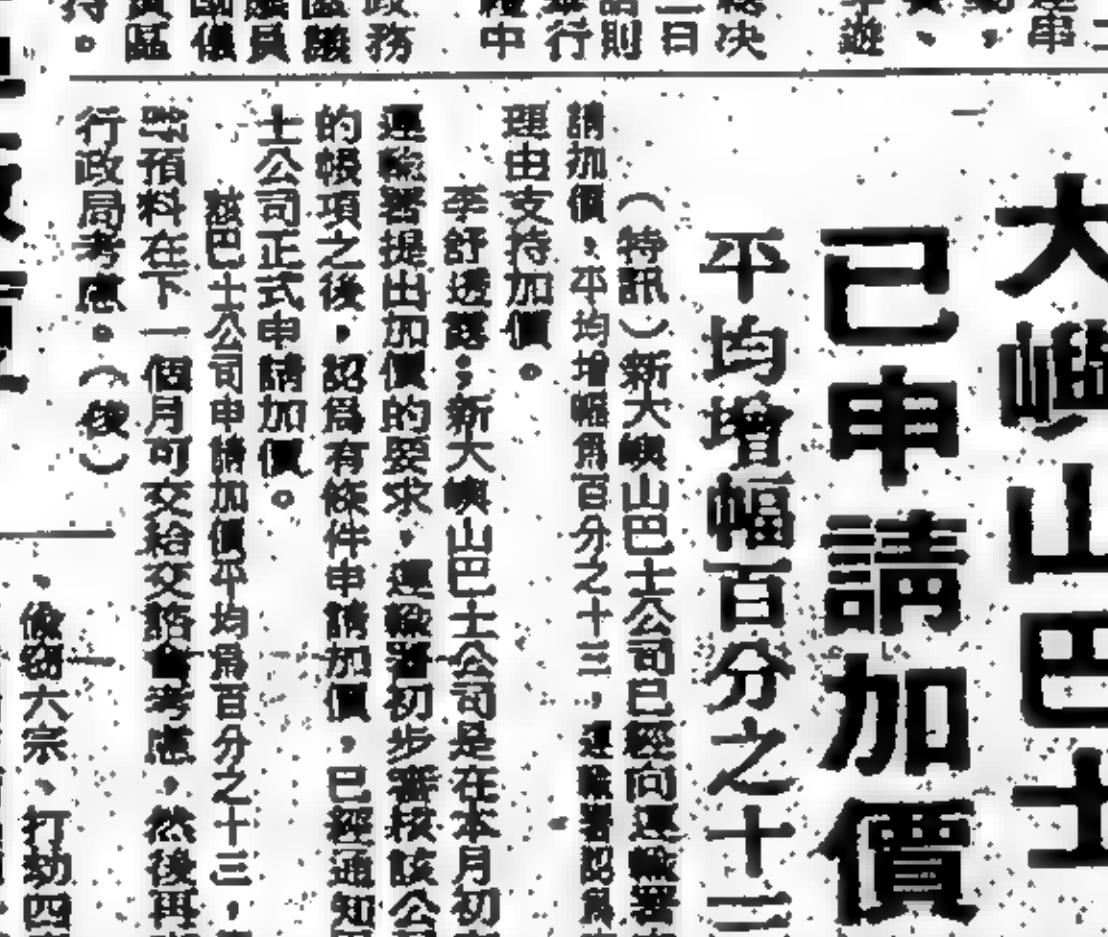 大嶼山巴士
已申請加價
平均增幅百分之十三
（特訊）新大嶼山巴士公司已經向運輸署
請加價，平均增幅為百分之十三，運輸署認為
理由支持加價。
李舒透露：新大嶼山巴士公司是在本月初
運輸署提出加價的要求，運輸署初步審核該公
的帳項之後，認為有條件申請加價，已經通知
士公司正式申請加價。
該巴士公司申請加價平均為百分之十三，
舒預料在下一個月可交給交諮會考慮，然後再
行政局考慮。（俊）
六宗、打劫四